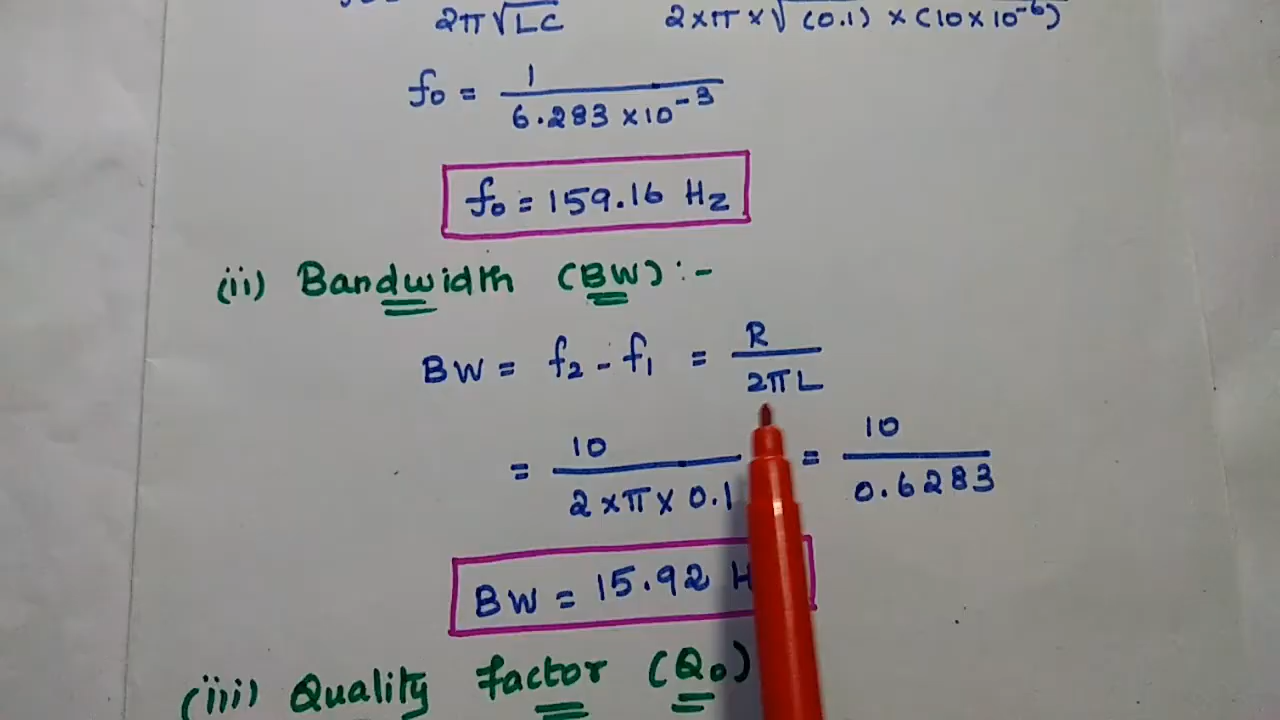 2π√LC 2×π×√(0.1)×(10×10⁻⁶)
f₀ = 1 / 6.283×10⁻³
f₀ = 159.16 Hz
(ii) Bandwidth (BW):-
BW = f₂ - f₁ = R / 2πL
= 10 / 2×π×0.1 = 10 / 0.6283
BW = 15.92 H
(iii) Quality factor (Q₀)